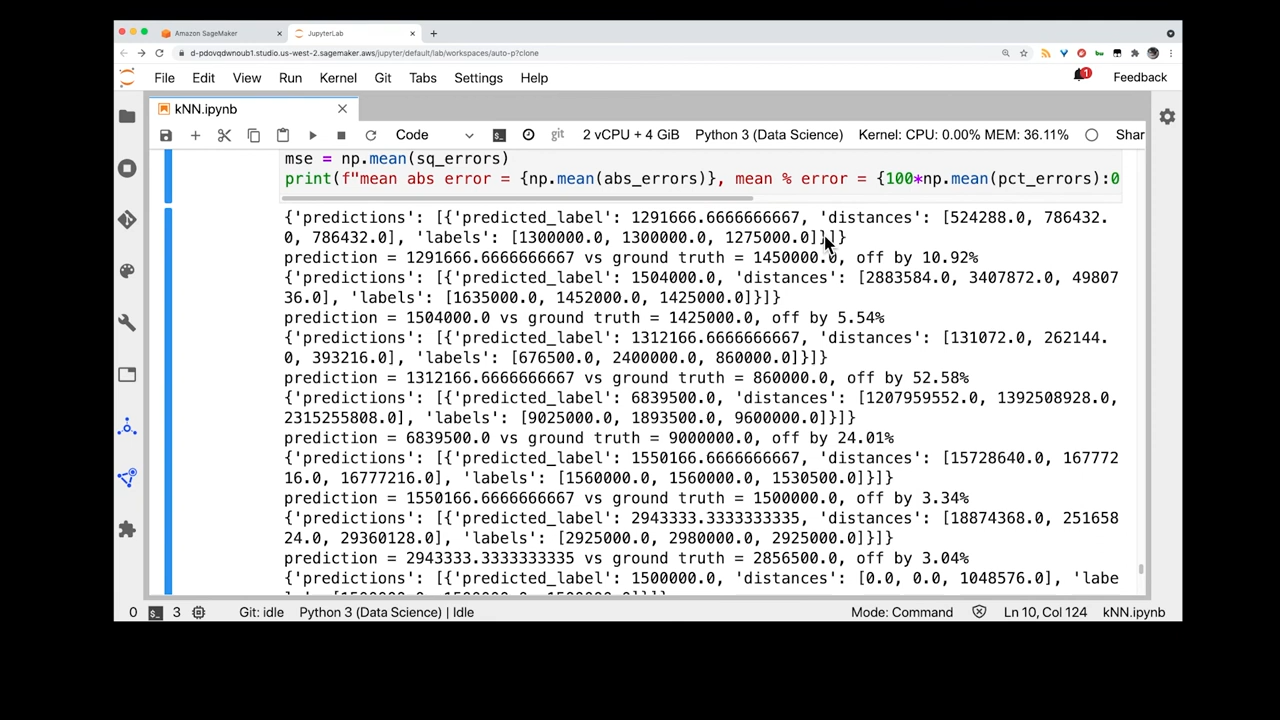 Amazon SageMaker
JupyterLab
d-pdovqdwnoub1.studio.us-west-2.sagemaker.aws/jupyter/default/lab/workspaces/auto-p?clone
File Edit View Run Kernel Git Tabs Settings Help
1
Feedback
kNN.ipynb
Code
git
2 vCPU + 4 GiB
Python 3 (Data Science)
Kernel: CPU: 0.00% MEM: 36.11%
Shar
mse = np.mean(sq_errors)
print(f"mean abs error = {np.mean(abs_errors)}, mean % error = {100*np.mean(pct_errors):0
{'predictions': [{'predicted_label': 1291666.6666666667, 'distances': [524288.0, 786432.
0, 786432.0], 'labels': [1300000.0, 1300000.0, 1275000.0]}]}
prediction = 1291666.6666666667 vs ground truth = 1450000.0, off by 10.92%
{'predictions': [{'predicted_label': 1504000.0, 'distances': [2883584.0, 3407872.0, 49807
36.0], 'labels': [1635000.0, 1452000.0, 1425000.0]}]}
prediction = 1504000.0 vs ground truth = 1425000.0, off by 5.54%
{'predictions': [{'predicted_label': 1312166.6666666667, 'distances': [131072.0, 262144.
0, 393216.0], 'labels': [676500.0, 2400000.0, 860000.0]}]}
prediction = 1312166.6666666667 vs ground truth = 860000.0, off by 52.58%
{'predictions': [{'predicted_label': 6839500.0, 'distances': [1207959552.0, 1392508928.0,
2315255808.0], 'labels': [9025000.0, 1893500.0, 9600000.0]}]}
prediction = 6839500.0 vs ground truth = 9000000.0, off by 24.01%
{'predictions': [{'predicted_label': 1550166.6666666667, 'distances': [15728640.0, 167772
16.0, 16777216.0], 'labels': [1560000.0, 1560000.0, 1530500.0]}]}
prediction = 1550166.6666666667 vs ground truth = 1500000.0, off by 3.34%
{'predictions': [{'predicted_label': 2943333.3333333335, 'distances': [18874368.0, 251658
24.0, 29360128.0], 'labels': [2925000.0, 2980000.0, 2925000.0]}]}
prediction = 2943333.3333333335 vs ground truth = 2856500.0, off by 3.04%
{'predictions': [{'predicted_label': 1500000.0, 'distances': [0.0, 0.0, 1048576.0], 'labe
0
3
Git: idle
Python 3 (Data Science) | Idle
Mode: Command
Ln 10, Col 124
kNN.ipynb